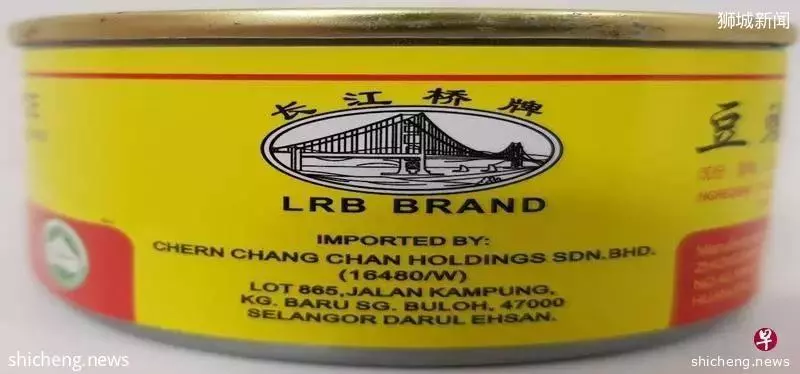 狮城新闻
长江桥牌
LRB BRAND
IMPORTED BY:
CHERN CHANG CHAN HOLDINGS SDN.BHD.
(16480/W)
LOT 865,JALAN KAMPUNG,
KG. BARU SG. BULOH, 47000
SELANGOR DARUL EHSAN.
豆
早
shicheng.news
shicheng.news